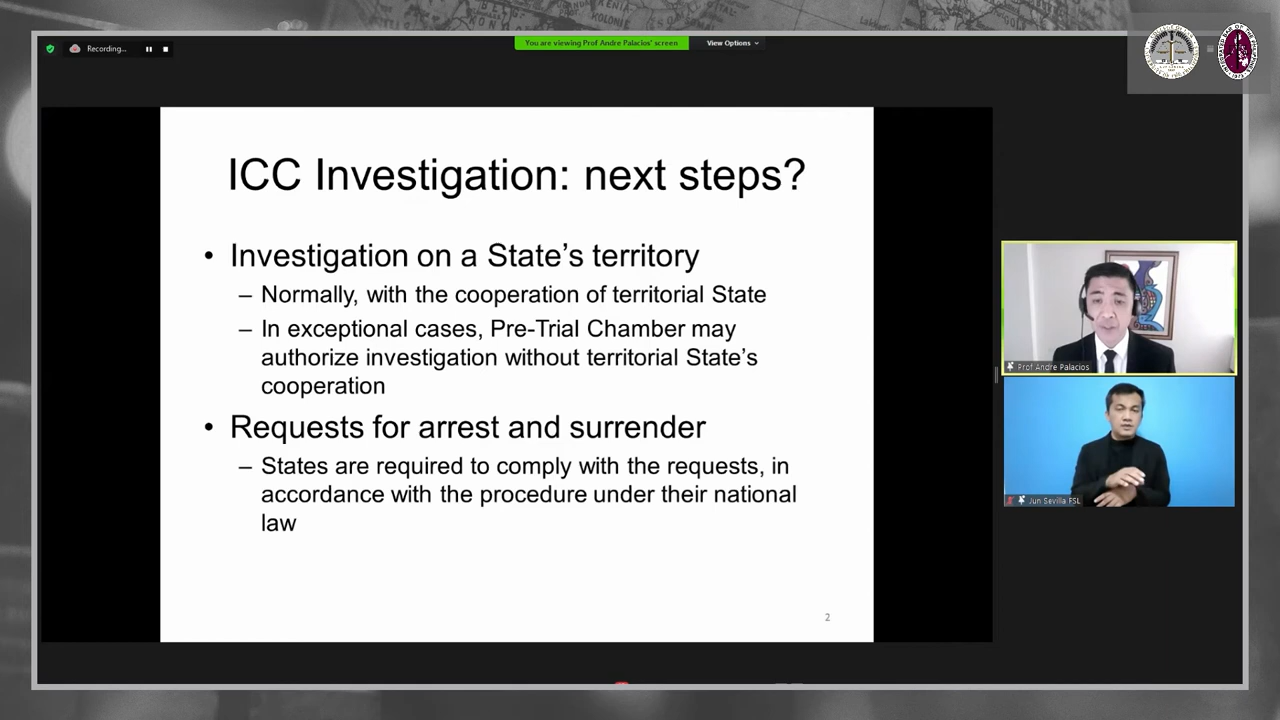 Recording...
You are viewing Prof Andre Palacios' screen
View Options
ICC Investigation: next steps?
• Investigation on a State's territory
– Normally, with the cooperation of territorial State
– In exceptional cases, Pre-Trial Chamber may
authorize investigation without territorial State's
cooperation
• Requests for arrest and surrender
– States are required to comply with the requests, in
accordance with the procedure under their national
law
2
Prof Andre Palacios
Jun Sevilla FSL